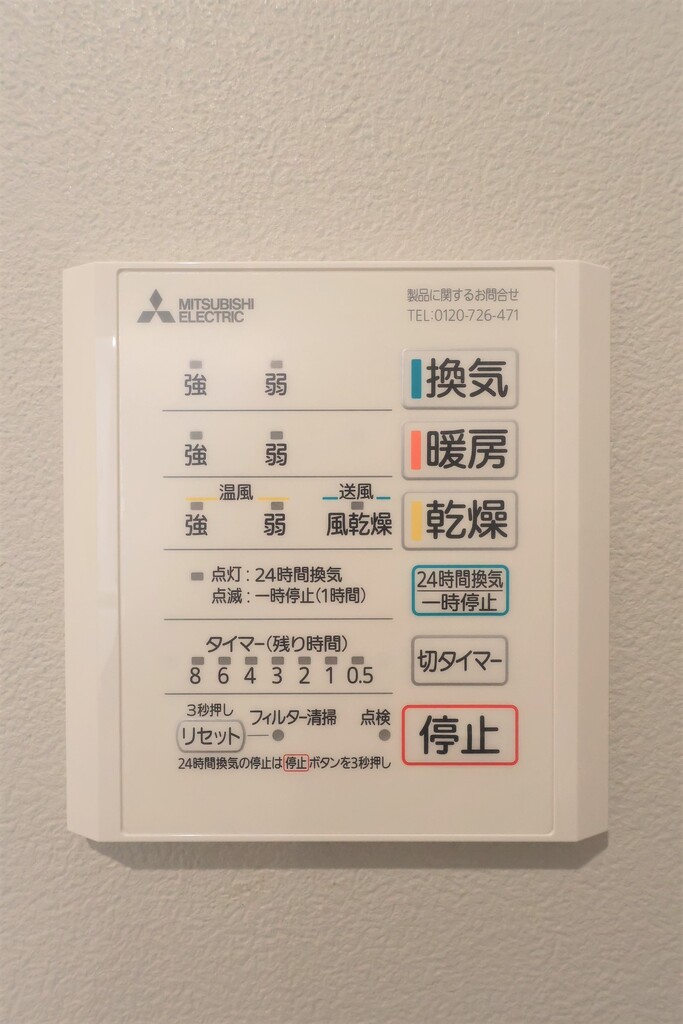 MITSUBISHI
ELECTRIC
製品に関するお問合せ
TEL:0120-726-471
強 弱 換気
強 弱 暖房
温風 送風
強 弱 風乾燥 乾燥
点灯:24時間換気
点滅:一時停止(1時間)
24時間換気
一時停止
タイマー(残り時間)
8 6 4 3 2 1 0.5
切タイマー
3秒押し
リセット フィルター清掃 点検
停止
24時間換気の停止は停止ボタンを3秒押し